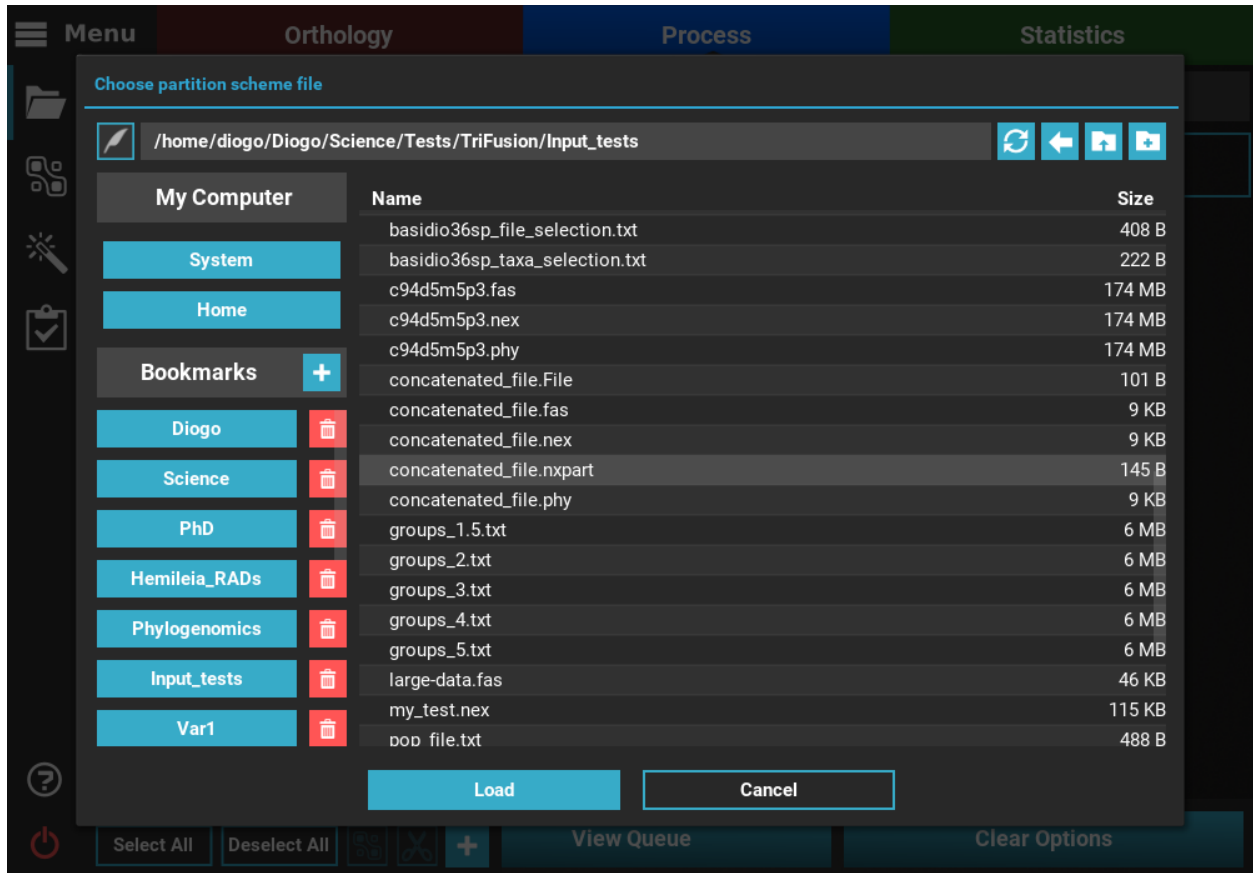 Menu Orthology Process Statistics
Choose partition scheme file
/home/diogo/Diogo/Science/Tests/TriFusion/Input_tests
My Computer
System
Home
Bookmarks +
Diogo
Science
PhD
Hemileia_RADs
Phylogenomics
Input_tests
Var1
Name Size
basidio36sp_file_selection.txt 408 B
basidio36sp_taxa_selection.txt 222 B
c94d5m5p3.fas 174 MB
c94d5m5p3.nex 174 MB
c94d5m5p3.phy 174 MB
concatenated_file.File 101 B
concatenated_file.fas 9 KB
concatenated_file.nex 9 KB
concatenated_file.nxpart 145 B
concatenated_file.phy 9 KB
groups_1.5.txt 6 MB
groups_2.txt 6 MB
groups_3.txt 6 MB
groups_4.txt 6 MB
groups_5.txt 6 MB
large-data.fas 46 KB
my_test.nex 115 KB
pop_file.txt 488 B
Load Cancel
?
Select All Deselect All + View Queue Clear Options